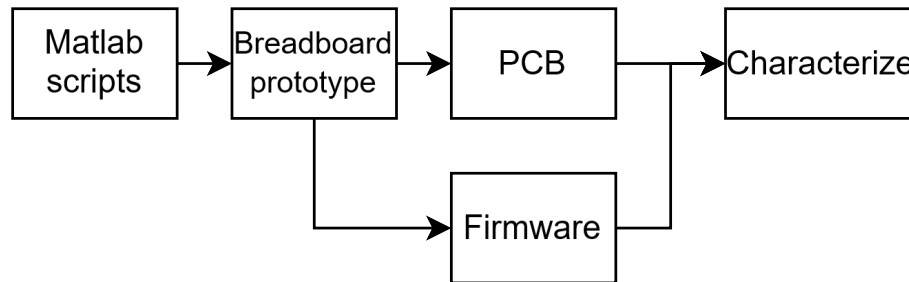 Matlab
scripts
Breadboard
prototype
PCB
Characterize
Firmware